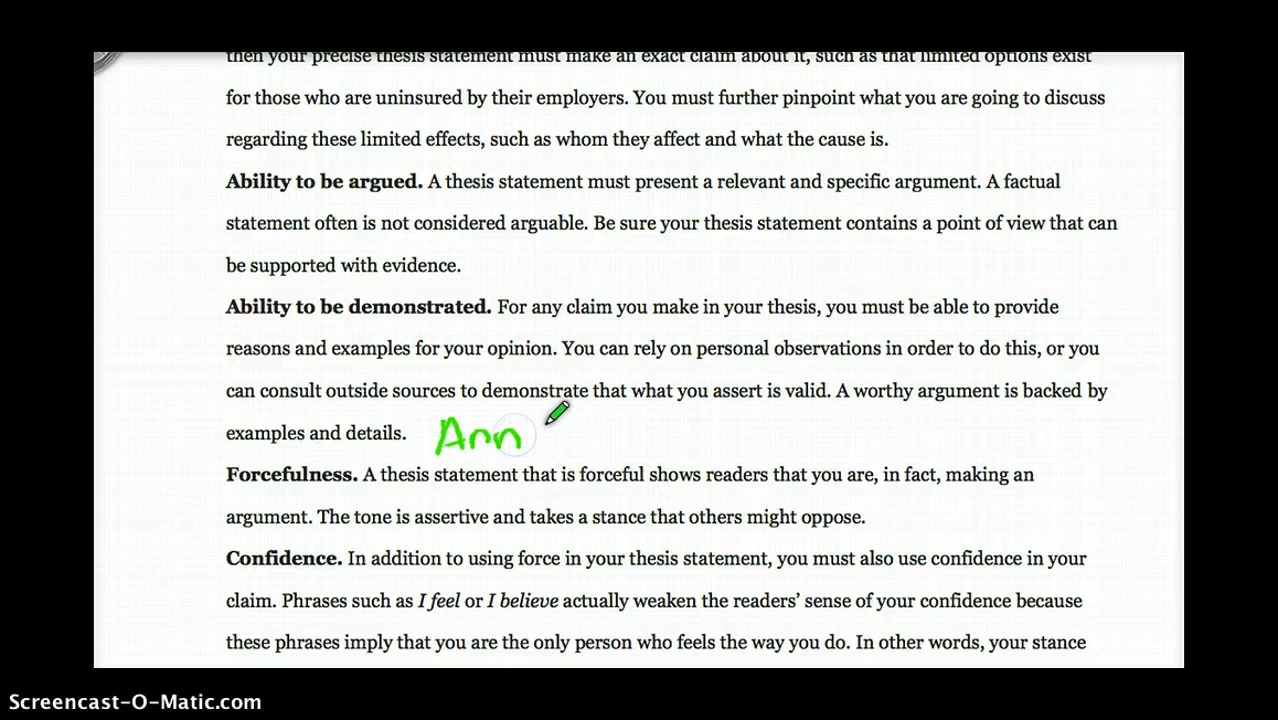 then your precise thesis statement must make an exact claim about it, such as that limited options exist
for those who are uninsured by their employers. You must further pinpoint what you are going to discuss
regarding these limited effects, such as whom they affect and what the cause is.
Ability to be argued. A thesis statement must present a relevant and specific argument. A factual
statement often is not considered arguable. Be sure your thesis statement contains a point of view that can
be supported with evidence.
Ability to be demonstrated. For any claim you make in your thesis, you must be able to provide
reasons and examples for your opinion. You can rely on personal observations in order to do this, or you
can consult outside sources to demonstrate that what you assert is valid. A worthy argument is backed by
examples and details. Ann
Forcefulness. A thesis statement that is forceful shows readers that you are, in fact, making an
argument. The tone is assertive and takes a stance that others might oppose.
Confidence. In addition to using force in your thesis statement, you must also use confidence in your
claim. Phrases such as I feel or I believe actually weaken the readers’ sense of your confidence because
these phrases imply that you are the only person who feels the way you do. In other words, your stance
Screencast-O-Matic.com